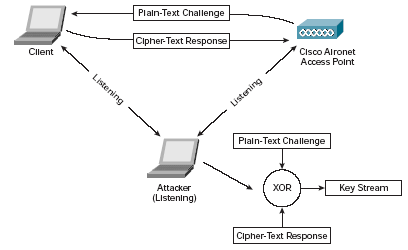 Plain-Text Challenge
Cipher-Text Response
Client
Cisco Aironet
Access Point
Listening
Listening
Attacker
(Listening)
Plain-Text Challenge
XOR
Key Stream
Cipher-Text Response